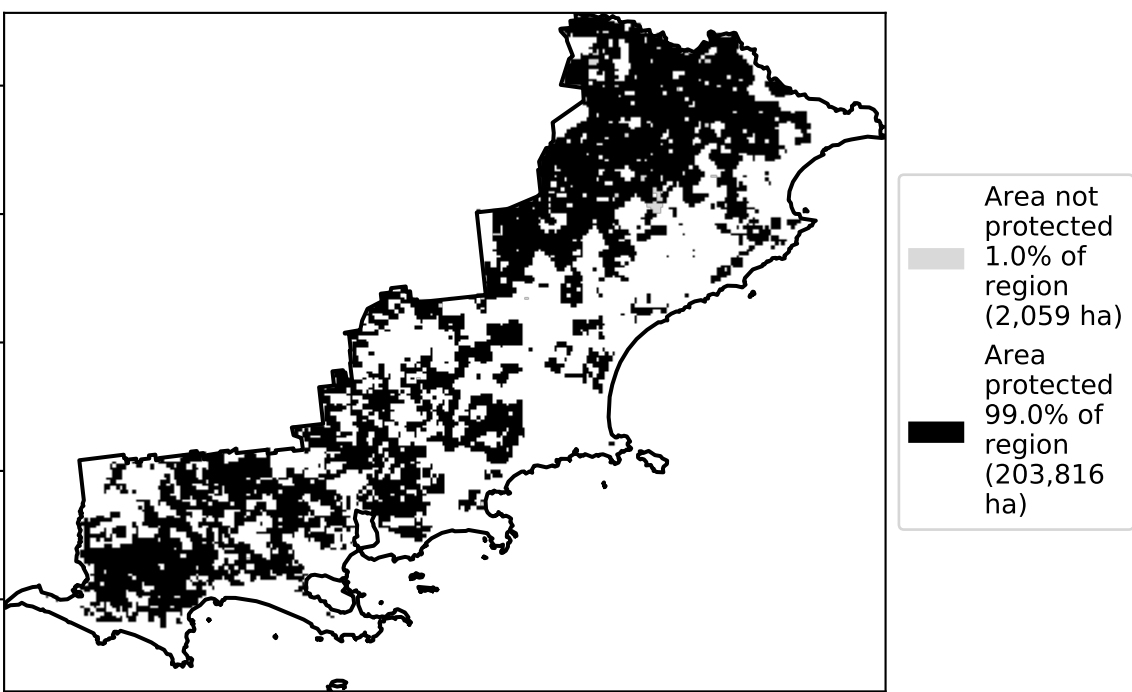 Area not
protected
1.0% of
region
(2,059 ha)
Area
protected
99.0% of
region
(203,816
ha)